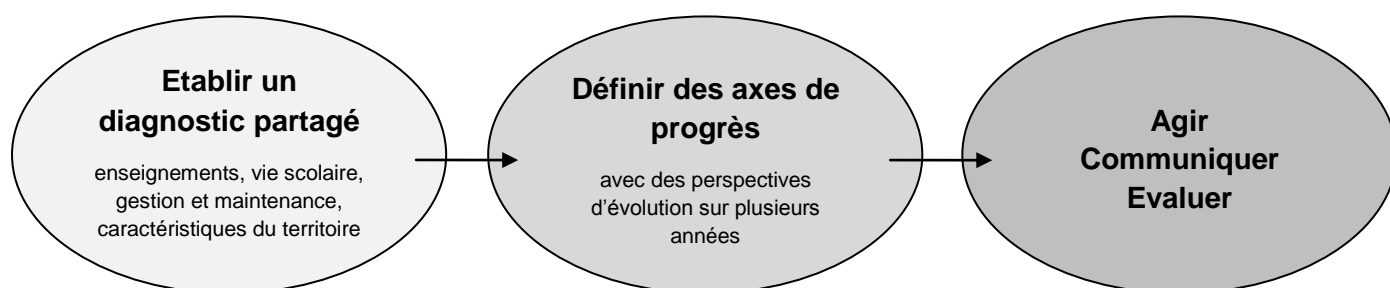 Etablir un
diagnostic partagé
enseignements, vie scolaire,
gestion et maintenance,
caractéristiques du territoire
Définir des axes de
progrès
avec des perspectives
d’évolution sur plusieurs
années
Agir
Communiquer
Evaluer